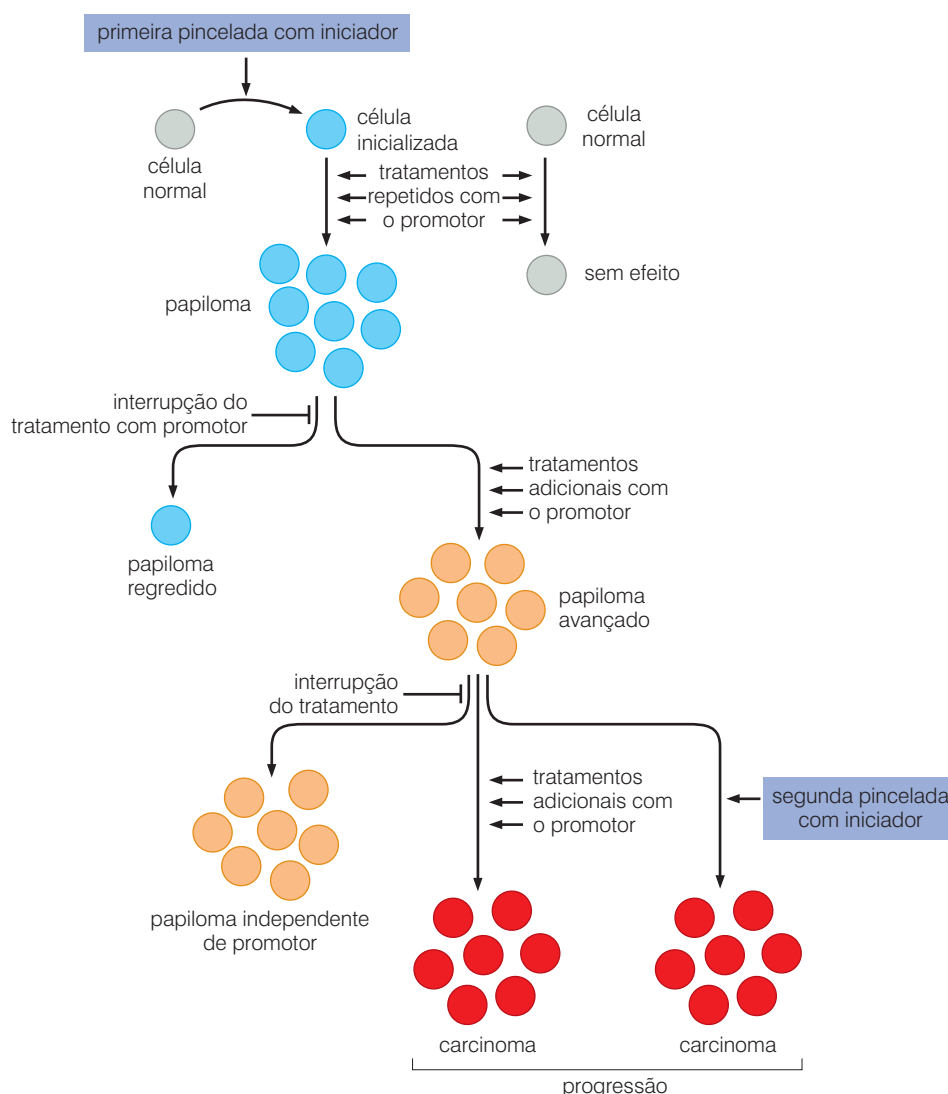 primeira pincelada com iniciador
célula
normal
célula
inicializada
célula
normal
tratamentos
repetidos com
o promotor
sem efeito
papiloma
interrupção do
tratamento com promotor
tratamentos
adicionais com
o promotor
papiloma
regredido
papiloma
avançado
interrupção
do tratamento
tratamentos
adicionais com
o promotor
segunda pincelada
com iniciador
papiloma independente
de promotor
carcinoma
carcinoma
progressão